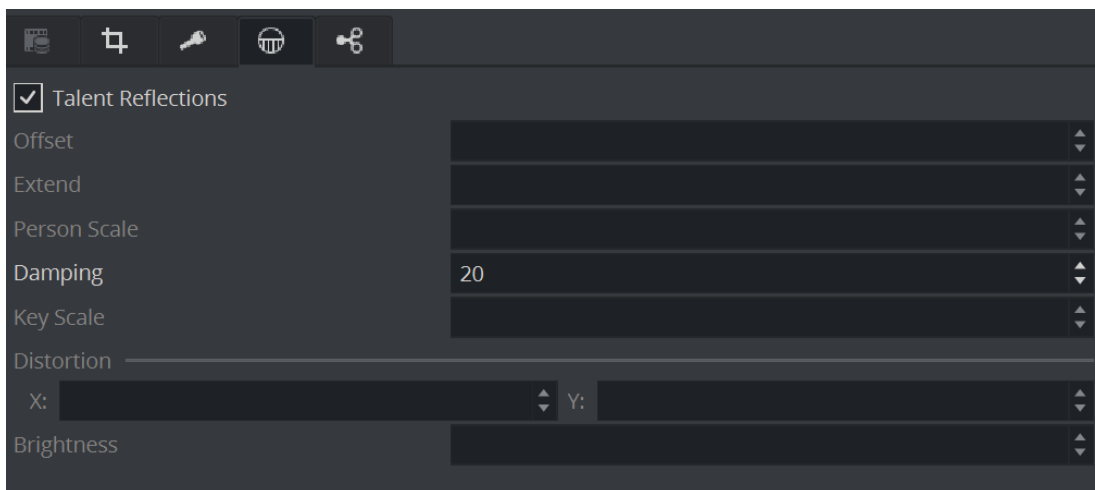 Talent Reflections
Offset
Extend
Person Scale
Damping 20
Key Scale
Distortion
X: Y:
Brightness